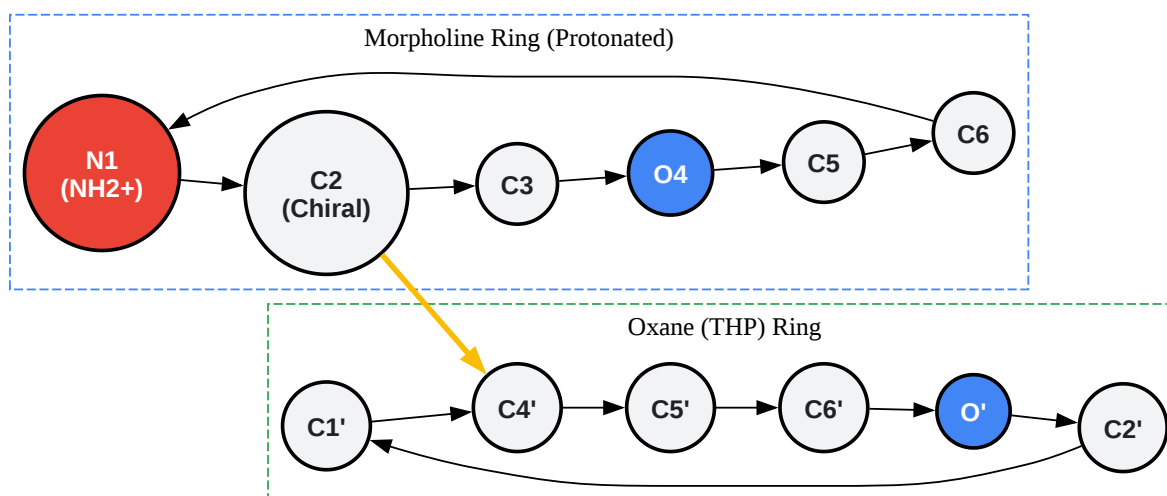 Morpholine Ring (Protonated)
N1
(NH2+)
C2
(Chiral)
C3
O4
C5
C6
Oxane (THP) Ring
C1'
C4'
C5'
C6'
O'
C2'